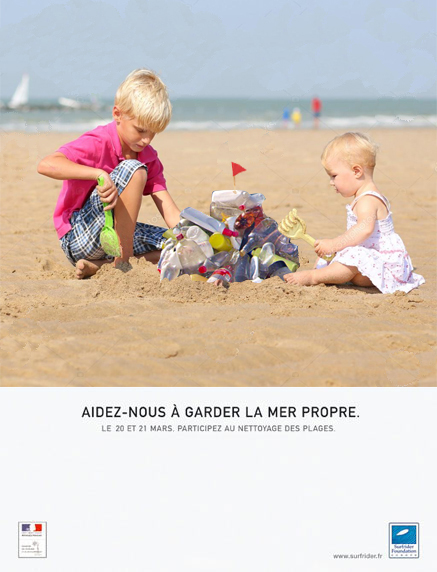 AIDEZ-NOUS À GARDER LA MER PROPRE.
LE 20 ET 21 MARS. PARTICIPEZ AU NETTOYAGE DES PLAGES.
www.surfrider.fr
Surfrider
Foundation
EUROPE